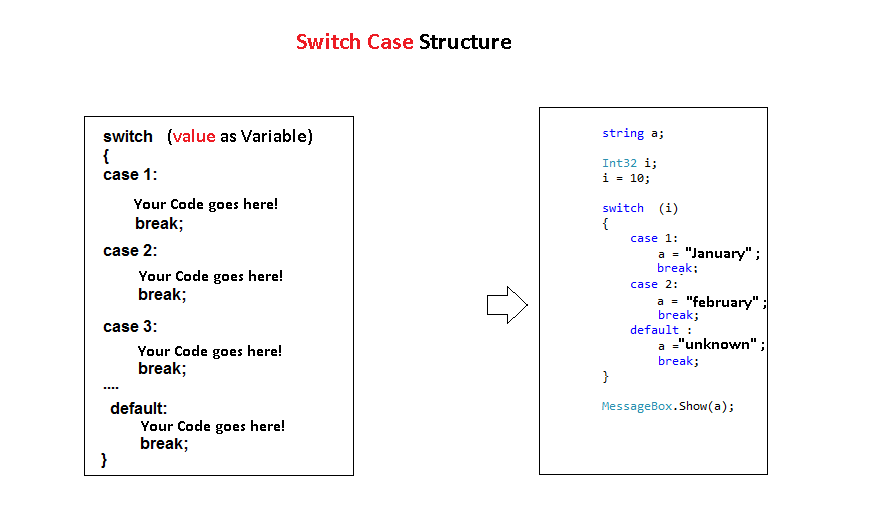 Switch Case Structure
switch (value as Variable)
{
case 1:
Your Code goes here!
break;
case 2:
Your Code goes here!
break;
case 3:
Your Code goes here!
break;
....
default:
Your Code goes here!
break;
}
string a;
Int32 i;
i = 10;
switch (i)
{
case 1:
a = "January" ;
break;
case 2:
a = "february" ;
break;
default :
a ="unknown" ;
break;
}
MessageBox.Show(a);